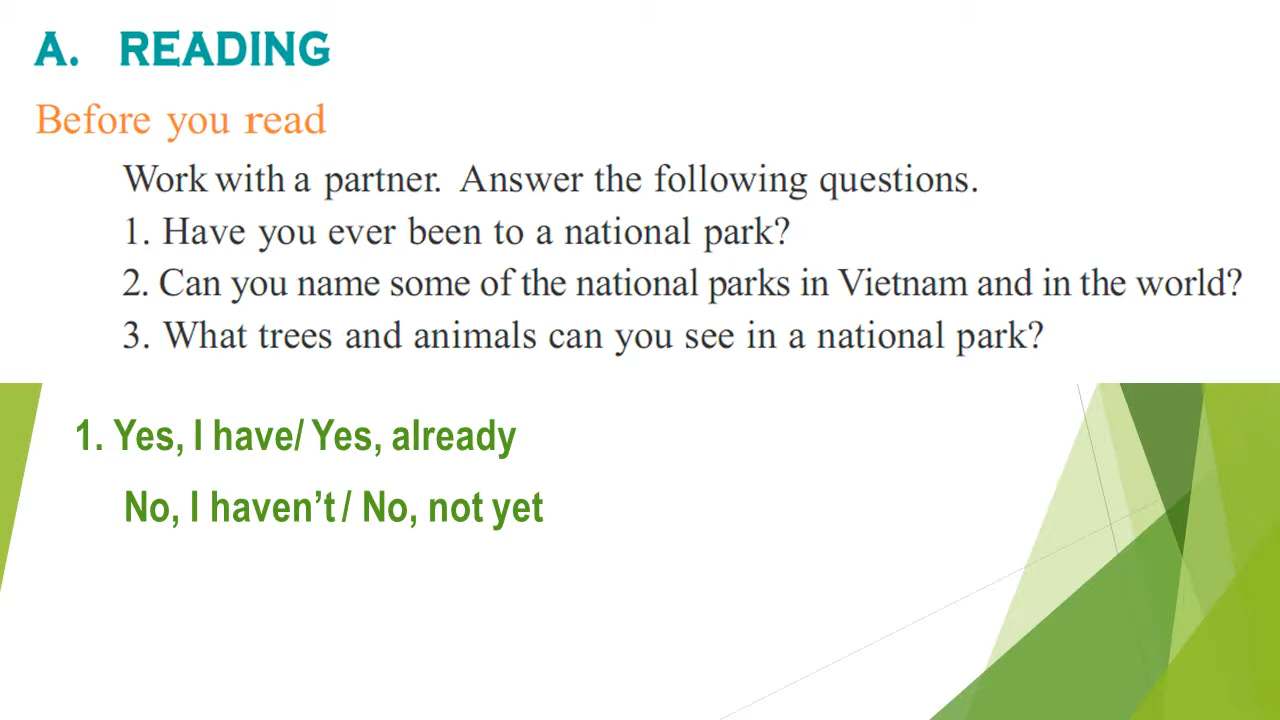 A. READING
Before you read
Work with a partner. Answer the following questions.
1. Have you ever been to a national park?
2. Can you name some of the national parks in Vietnam and in the world?
3. What trees and animals can you see in a national park?
1. Yes, I have/ Yes, already
No, I haven’t / No, not yet